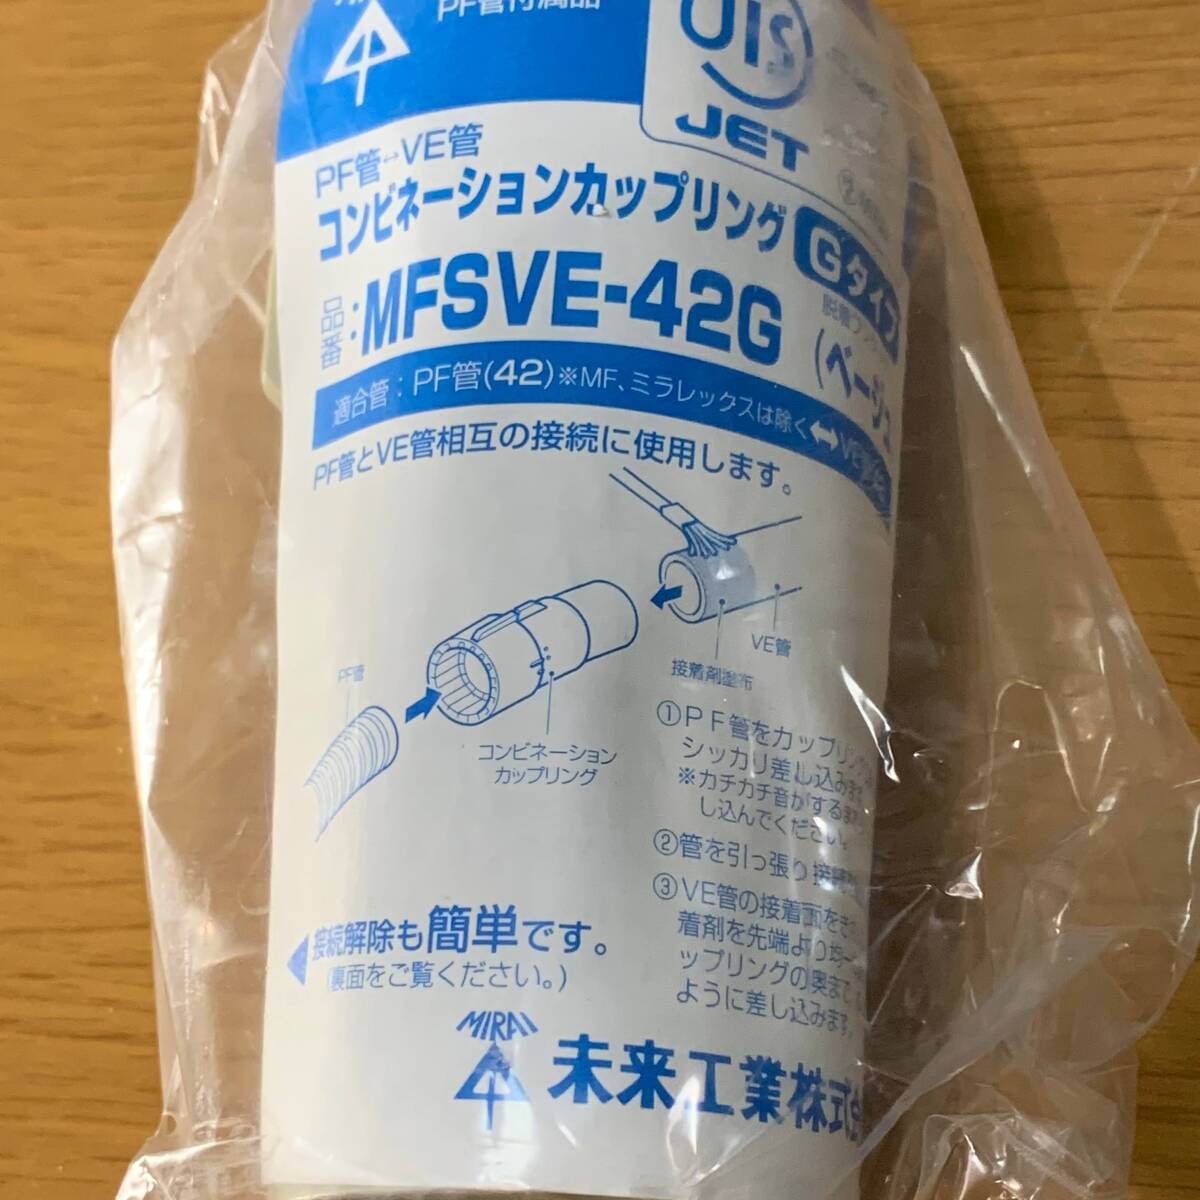 PF管付属品
JIS
JET
PF管↔VE管
コンビネーションカップリング Gタイプ
品番：MFSVE-42G
(ベージュ
適合管：PF管(42)※MF、ミラレックスは除く⇔VE
PF管とVE管相互の接続に使用します。
VE管
接着剤塗布
PF管
コンビネーション
カップリング
①PF管をカップリング
シッカリ差し込み
※カチカチ音がするま
し込んでください。
②管を引っ張り接続
③VE管の接着面をき
着剤を先端より均一
ップリングの奥まで
ように差し込みます。
接続解除も簡単です。
(裏面をご覧ください。)
MIRAI
未来工業株式会